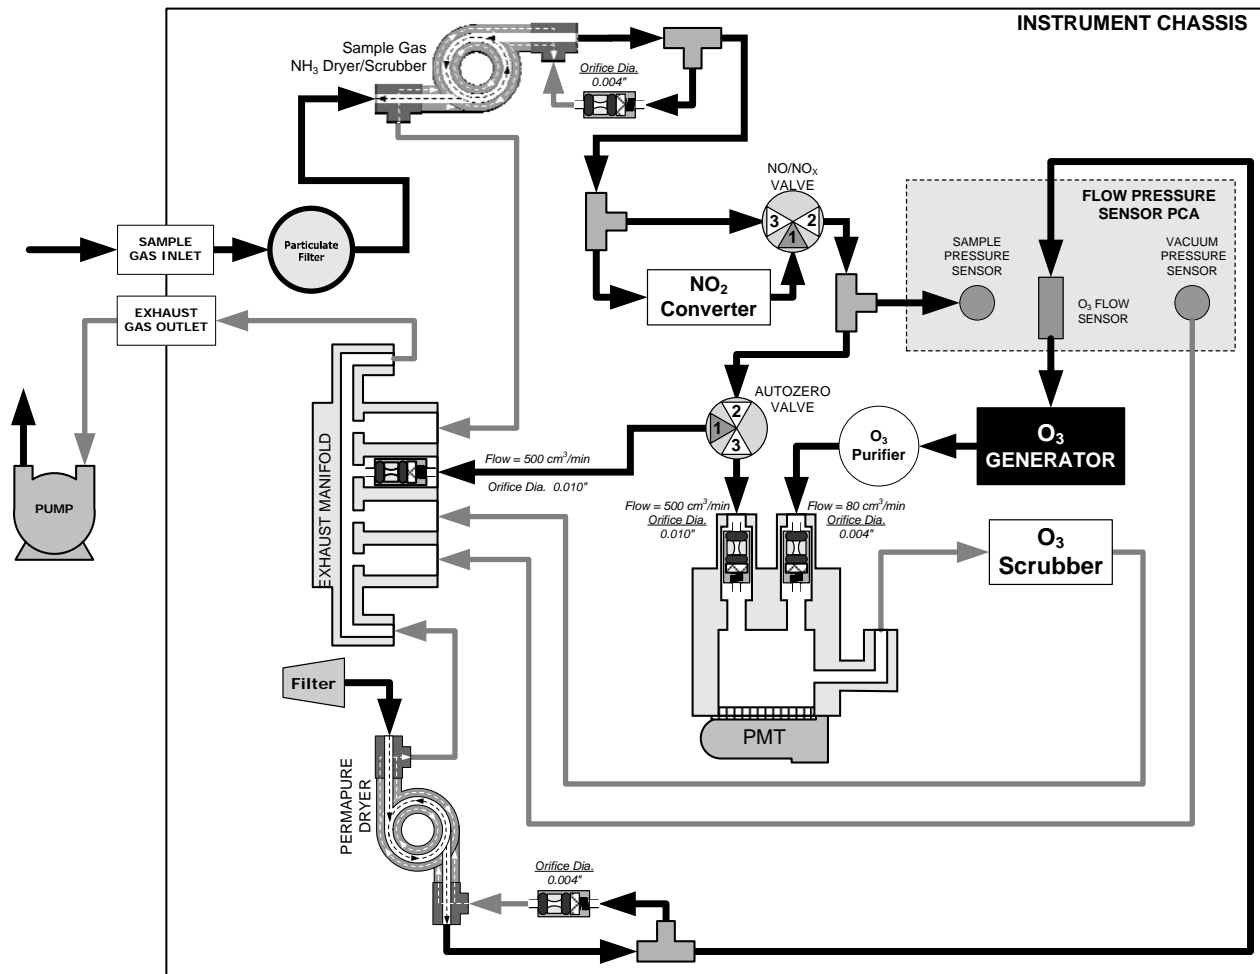 INSTRUMENT CHASSIS
Sample Gas
NH₃ Dryer/Scrubber
Orifice Dia.
0.004"
NO/NOX
VALVE
3
2
1
FLOW PRESSURE
SENSOR PCA
SAMPLE
PRESSURE
SENSOR
VACUUM
PRESSURE
SENSOR
O₃ FLOW
SENSOR
SAMPLE
GAS INLET
Particulate
Filter
NO₂
Converter
EXHAUST
GAS OUTLET
AUTOZERO
VALVE
2
1
3
O₃
Purifier
O₃
GENERATOR
Flow = 500 cm³/min
Orifice Dia. 0.010"
EXHAUST MANIFOLD
PUMP
Flow = 500 cm³/min
Orifice Dia.
0.010"
Flow = 80 cm³/min
Orifice Dia.
0.004"
O₃
Scrubber
Filter
PMT
PERMAPURE
DRYER
Orifice Dia.
0.004"